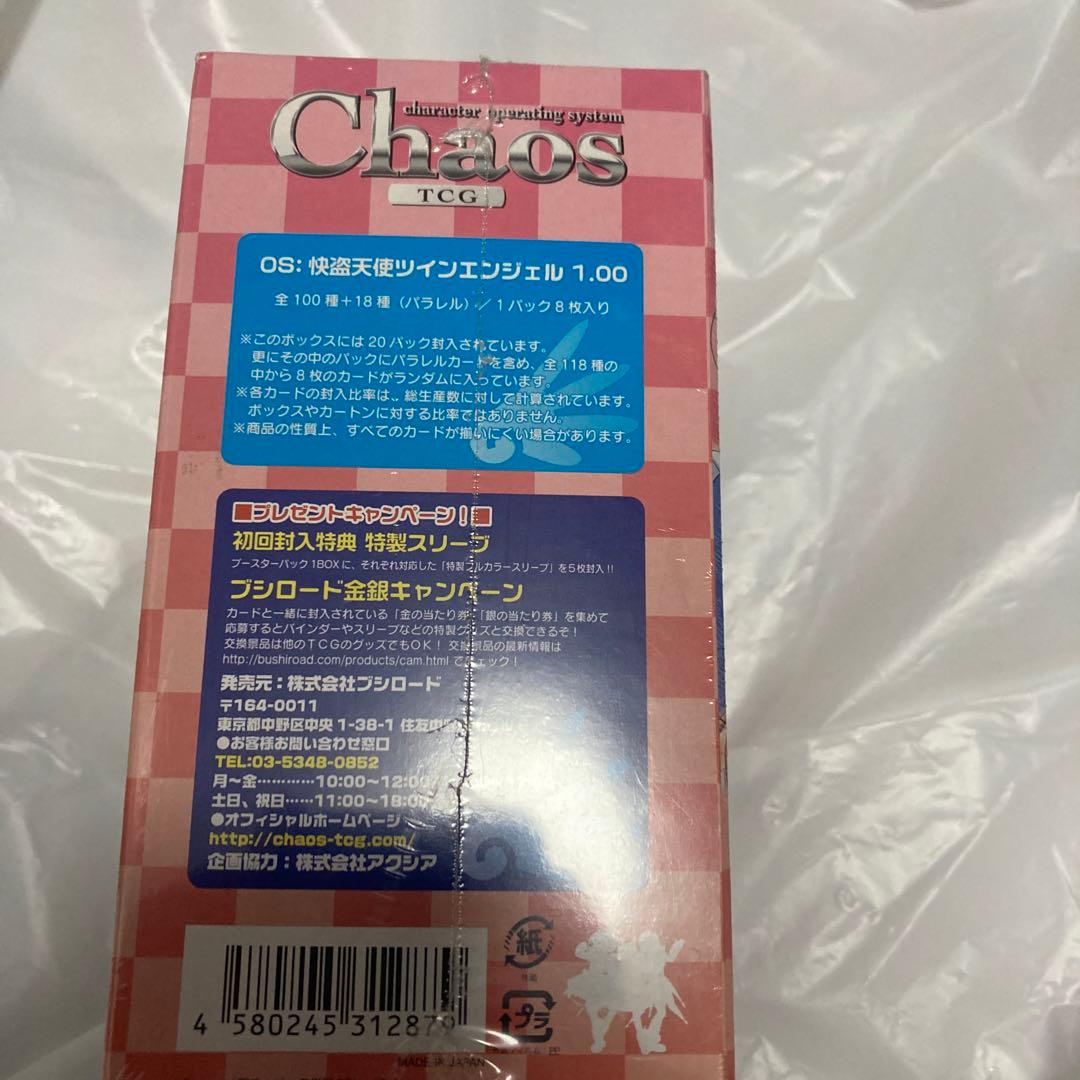 character operating system
Chaos
TCG
OS: 快盗天使ツインエンジェル 1.00
全100種+18種（パラレル）／1パック8枚入り
※このボックスには20パック封入されています。
更にその中のパックにパラレルカードを含め、全118種の
中から8枚のカードがランダムに入っています。
※各カードの封入比率は、総生産数に対して計算されています。
ボックスやカートンに対する比率ではありません。
※商品の性質上、すべてのカードが揃いにくい場合があります。
■プレゼントキャンペーン！■
初回封入特典 特製スリーブ
ブースターパック1BOXに、それぞれ対応した「特製フルカラースリーブ」を5枚封入!!
ブシロード金銀キャンペーン
カードと一緒に封入されている「金の当たり券」「銀の当たり券」を集めて
応募するとバインダーやスリーブなどの特製グッズと交換できるぞ！
交換景品は他のTCGのグッズでもOK！ 交換景品の最新情報は
http://bushiroad.com/products/cam.html でチェック！
発売元：株式会社ブシロード
〒164-0011
東京都中野区中央1-38-1 住友中
●お客様お問い合わせ窓口
TEL:03-5348-0852
月～金…………10:00～12:00
土日、祝日……11:00～18:00
●オフィシャルホームページ
http://chaos-tcg.com/
企画協力：株式会社アクシア
紙
プラ
4 580245 312879
MADE IN JAPAN